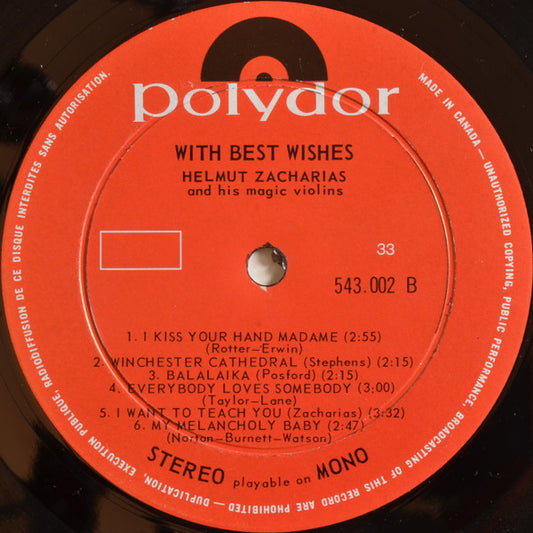 polydor
WITH BEST WISHES
HELMUT ZACHARIAS
and his magic violins
33
543.002 B
1. I KISS YOUR HAND MADAME (2:55)
(Rotter–Erwin)
2. WINCHESTER CATHEDRAL (Stephens) (2:15)
3. BALALAIKA (Posford) (2:15)
4. EVERYBODY LOVES SOMEBODY (3:00)
(Taylor–Lane)
5. I WANT TO TEACH YOU (Zacharias) (3:32)
6. MY MELANCHOLY BABY (2:47)
(Norton–Burnett–Watson)
STEREO playable on MONO
MADE IN CANADA — UNAUTHORIZED COPYING, PUBLIC PERFORMANCE, BROADCASTING OF THIS RECORD ARE PROHIBITED — DUPLICATION, EXECUTION PUBLIQUE, RADIODIFFUSION DE CE DISQUE INTERDITES SANS AUTORISATION.